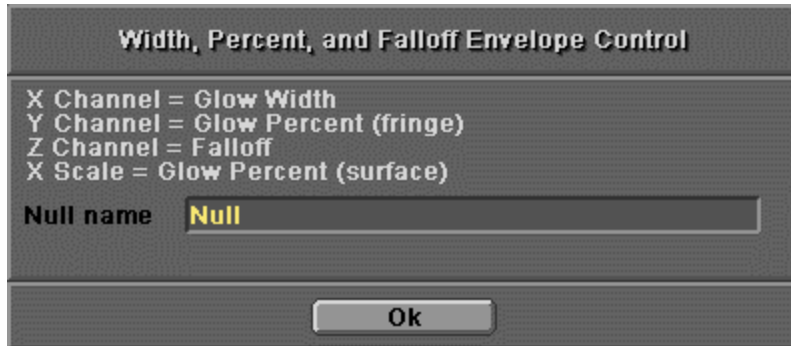 Width, Percent, and Falloff Envelope Control
X Channel = Glow Width
Y Channel = Glow Percent (fringe)
Z Channel = Falloff
X Scale = Glow Percent (surface)
Null name Null
Ok